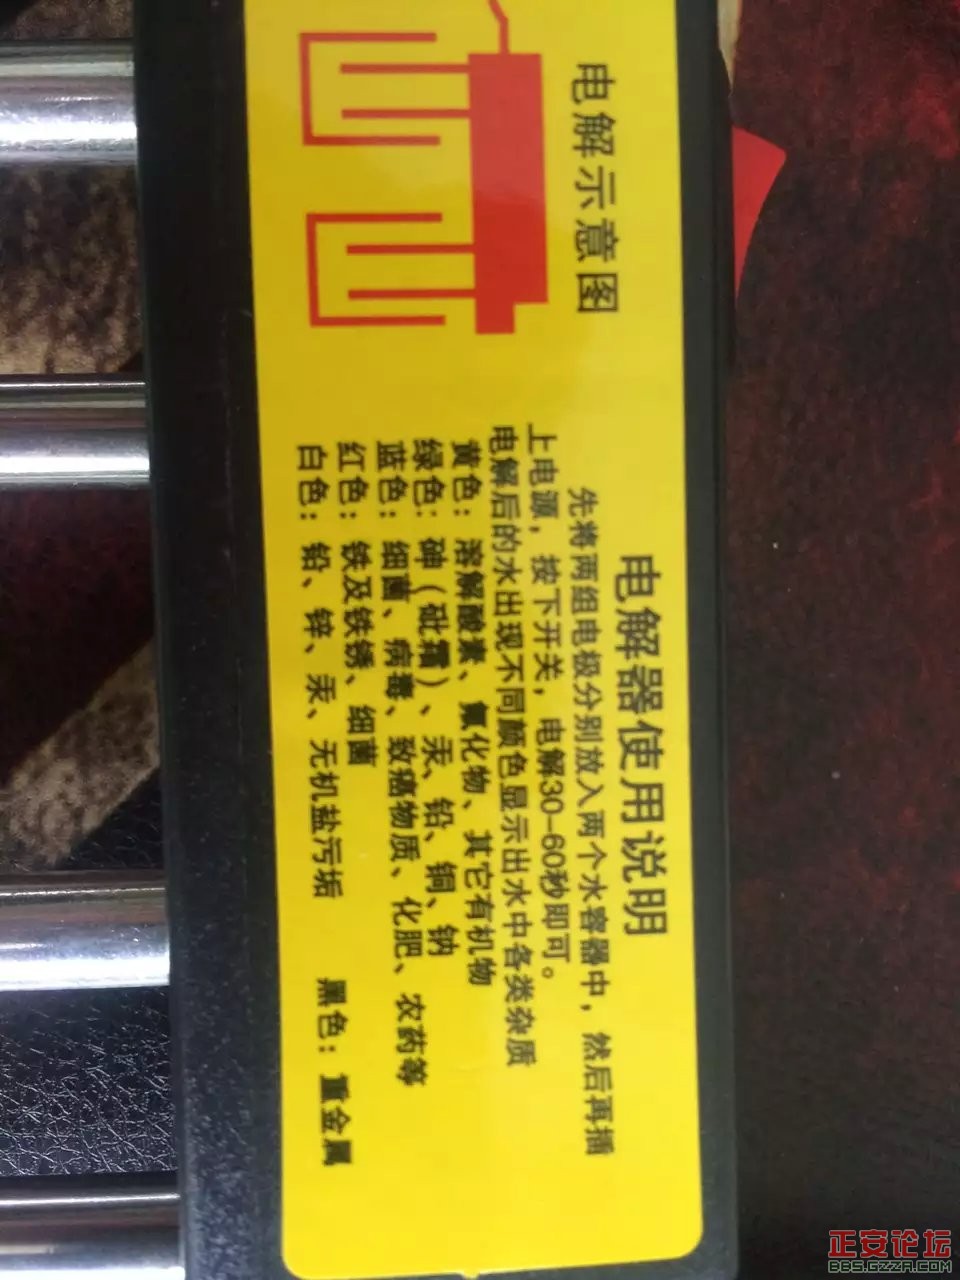 电解示意图
电解器使用说明
先将两组电极分别放入两个水容器中，然后再插
上电源，按下开关，电解30-60秒即可。
电解后的水出现不同颜色显示出水中各类杂质
黄色：溶解酸素、氟化物、其它有机物
绿色：砷（砒霜）、汞、铅、铜、钠
蓝色：细菌、病毒、致癌物质、化肥、农药等
红色：铁及铁锈、细菌
白色：铅、锌、汞、无机盐污垢 黑色：重金属
正安论坛
BBS.GZZA.COM